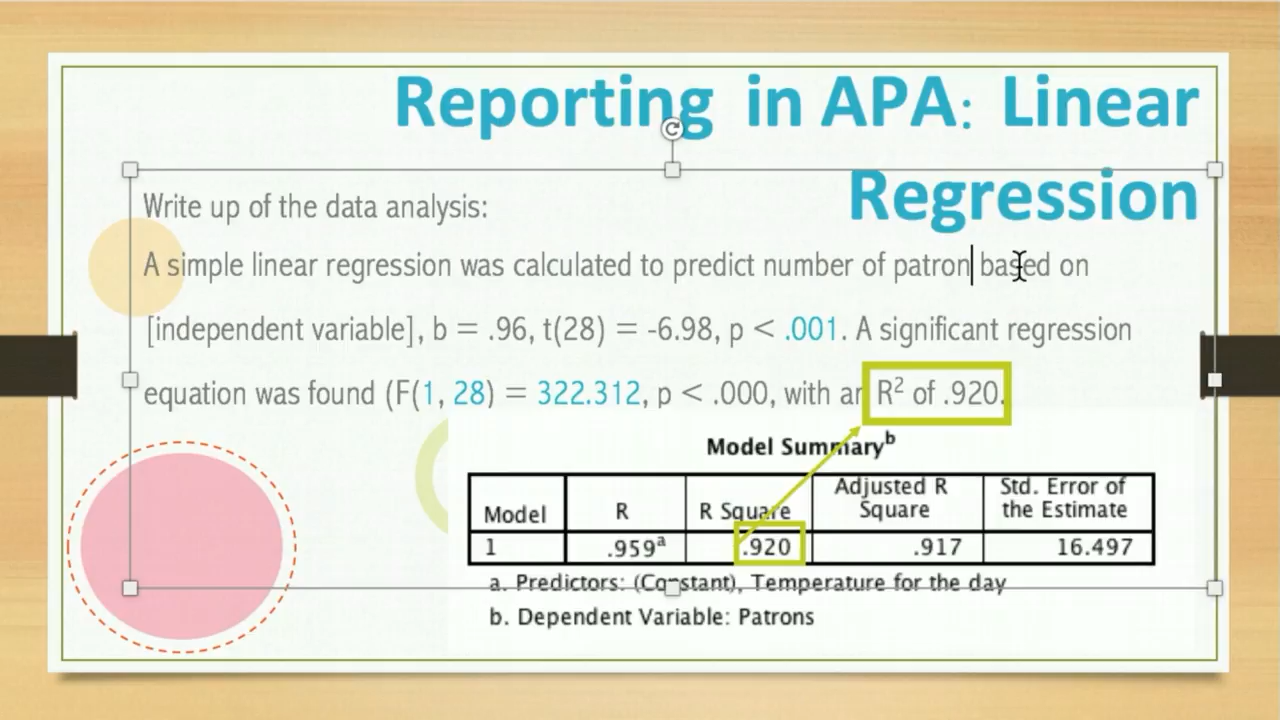 Reporting in APA: Linear
Regression
Write up of the data analysis:
A simple linear regression was calculated to predict number of patron based on
[independent variable], b = .96, t(28) = -6.98, p < .001. A significant regression
equation was found (F(1, 28) = 322.312, p < .000, with an R² of .920.
Model Summaryᵇ
Model R R Square Adjusted R Square Std. Error of the Estimate
1 .959ᵃ .920 .917 16.497
a. Predictors: (Constant), Temperature for the day
b. Dependent Variable: Patrons